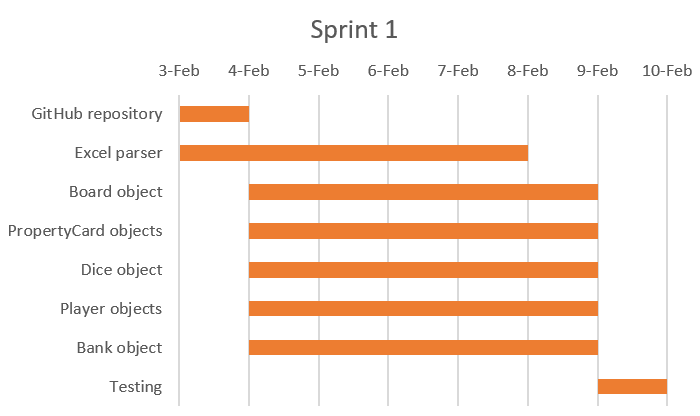 Sprint 1
3-Feb 4-Feb 5-Feb 6-Feb 7-Feb 8-Feb 9-Feb 10-Feb
GitHub repository
Excel parser
Board object
PropertyCard objects
Dice object
Player objects
Bank object
Testing